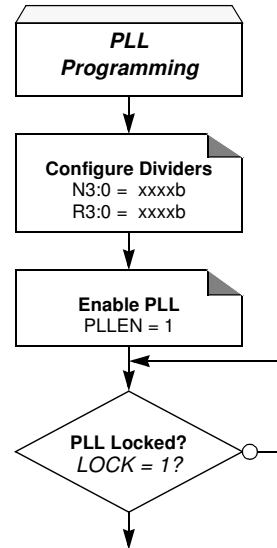 PLL
Programming
Configure Dividers
N3:0 = xxxxb
R3:0 = xxxxb
Enable PLL
PLLEN = 1
PLL Locked?
LOCK = 1?